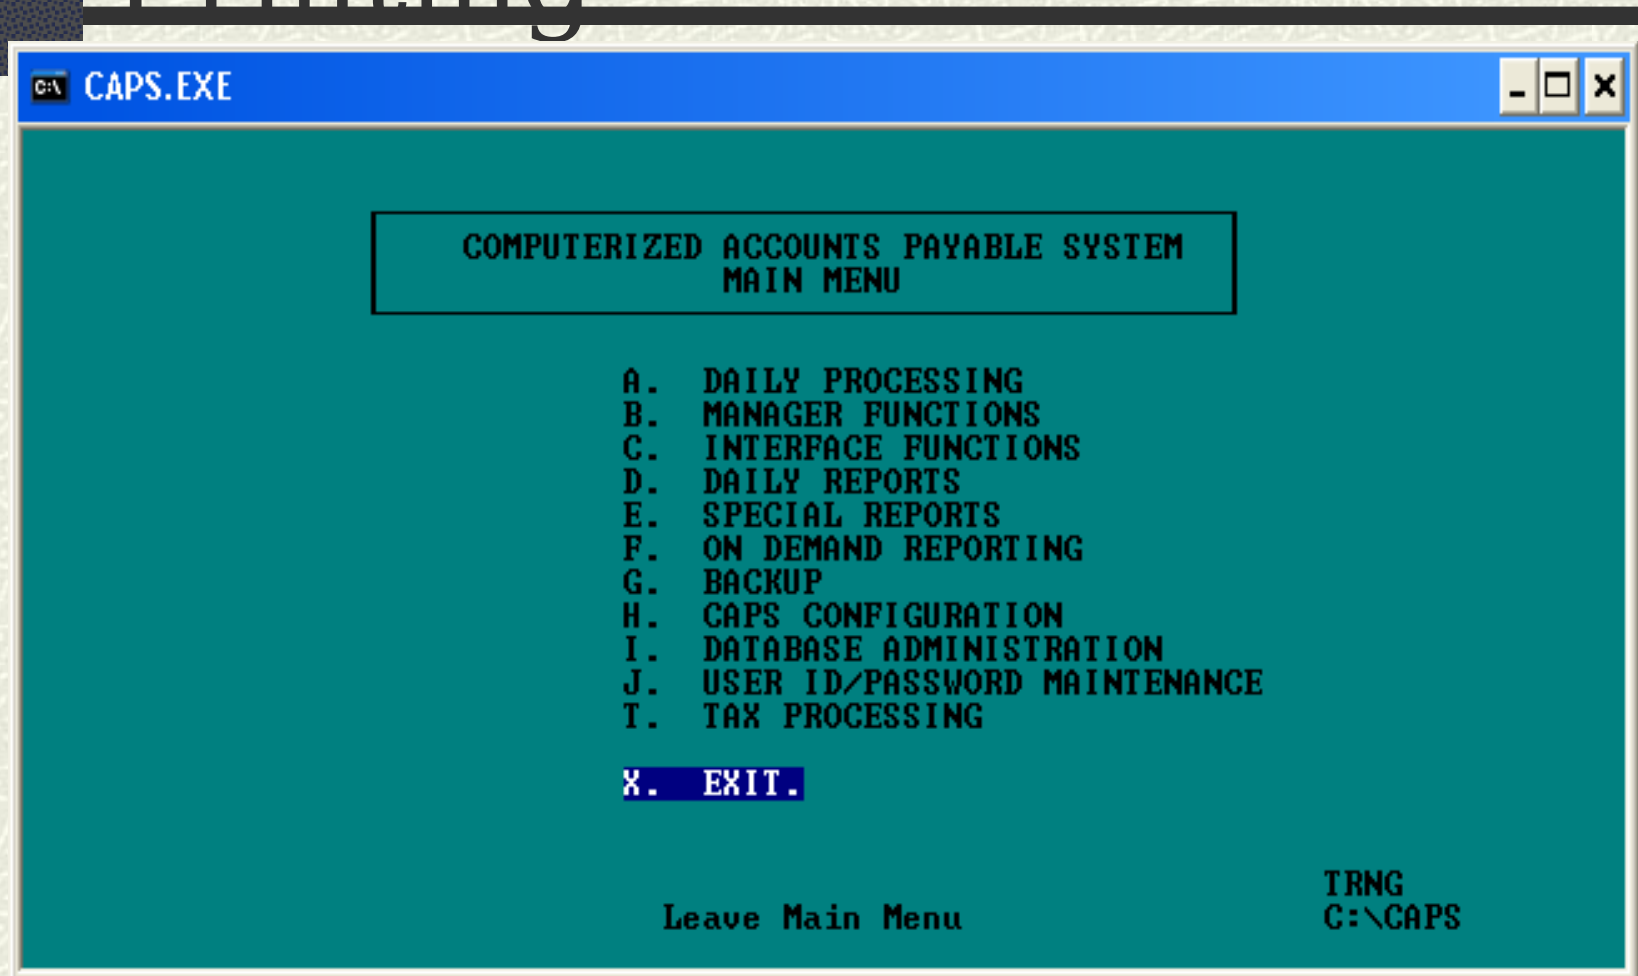 CAPS.EXE
COMPUTERIZED ACCOUNTS PAYABLE SYSTEM
MAIN MENU
A. DAILY PROCESSING
B. MANAGER FUNCTIONS
C. INTERFACE FUNCTIONS
D. DAILY REPORTS
E. SPECIAL REPORTS
F. ON DEMAND REPORTING
G. BACKUP
H. CAPS CONFIGURATION
I. DATABASE ADMINISTRATION
J. USER ID/PASSWORD MAINTENANCE
T. TAX PROCESSING
X. EXIT.
TRNG
Leave Main Menu C:\CAPS